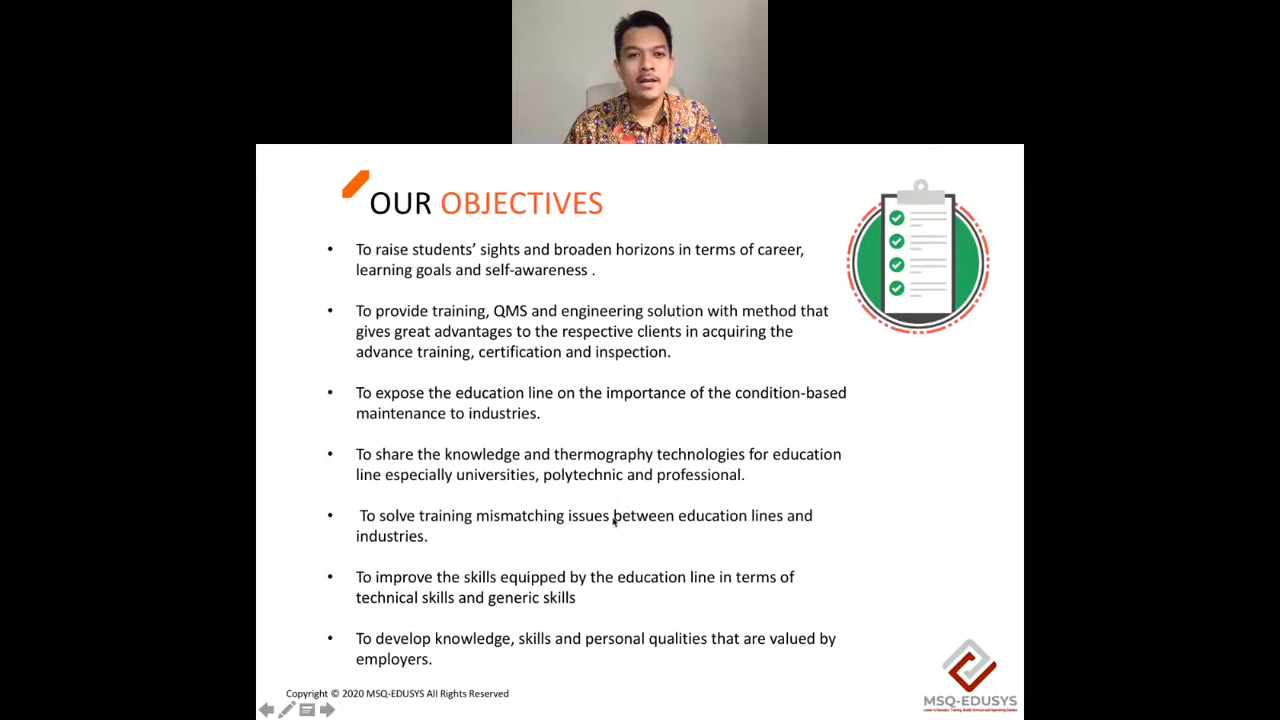 OUR OBJECTIVES
• To raise students’ sights and broaden horizons in terms of career,
learning goals and self-awareness .
• To provide training, QMS and engineering solution with method that
gives great advantages to the respective clients in acquiring the
advance training, certification and inspection.
• To expose the education line on the importance of the condition-based
maintenance to industries.
• To share the knowledge and thermography technologies for education
line especially universities, polytechnic and professional.
• To solve training mismatching issues between education lines and
industries.
• To improve the skills equipped by the education line in terms of
technical skills and generic skills
• To develop knowledge, skills and personal qualities that are valued by
employers.
Copyright © 2020 MSQ-EDUSYS All Rights Reserved
MSQ-EDUSYS